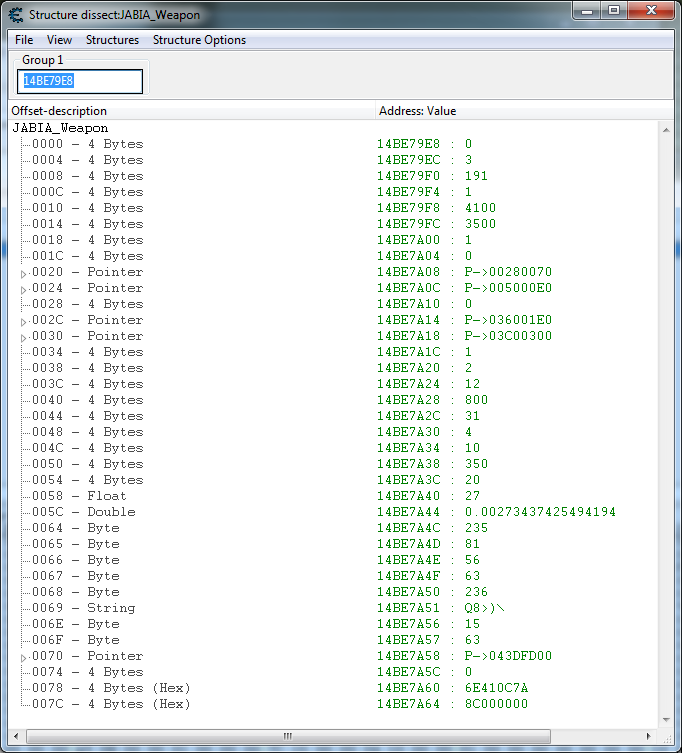 Structure dissect:JABIA_Weapon
File View Structures Structure Options
Group 1
14BE79E8
Offset-description Address: Value
JABIA_Weapon
0000 - 4 Bytes 14BE79E8 : 0
0004 - 4 Bytes 14BE79EC : 3
0008 - 4 Bytes 14BE79F0 : 191
000C - 4 Bytes 14BE79F4 : 1
0010 - 4 Bytes 14BE79F8 : 4100
0014 - 4 Bytes 14BE79FC : 3500
0018 - 4 Bytes 14BE7A00 : 1
001C - 4 Bytes 14BE7A04 : 0
0020 - Pointer 14BE7A08 : P->00280070
0024 - Pointer 14BE7A0C : P->005000E0
0028 - 4 Bytes 14BE7A10 : 0
002C - Pointer 14BE7A14 : P->036001E0
0030 - Pointer 14BE7A18 : P->03C00300
0034 - 4 Bytes 14BE7A1C : 1
0038 - 4 Bytes 14BE7A20 : 2
003C - 4 Bytes 14BE7A24 : 12
0040 - 4 Bytes 14BE7A28 : 800
0044 - 4 Bytes 14BE7A2C : 31
0048 - 4 Bytes 14BE7A30 : 4
004C - 4 Bytes 14BE7A34 : 10
0050 - 4 Bytes 14BE7A38 : 350
0054 - 4 Bytes 14BE7A3C : 20
0058 - Float 14BE7A40 : 27
005C - Double 14BE7A44 : 0.00273437425494194
0064 - Byte 14BE7A4C : 235
0065 - Byte 14BE7A4D : 81
0066 - Byte 14BE7A4E : 56
0067 - Byte 14BE7A4F : 63
0068 - Byte 14BE7A50 : 236
0069 - String 14BE7A51 : Q8>)\
006E - Byte 14BE7A56 : 15
006F - Byte 14BE7A57 : 63
0070 - Pointer 14BE7A58 : P->043DFD00
0074 - 4 Bytes 14BE7A5C : 0
0078 - 4 Bytes (Hex) 14BE7A60 : 6E410C7A
007C - 4 Bytes (Hex) 14BE7A64 : 8C000000